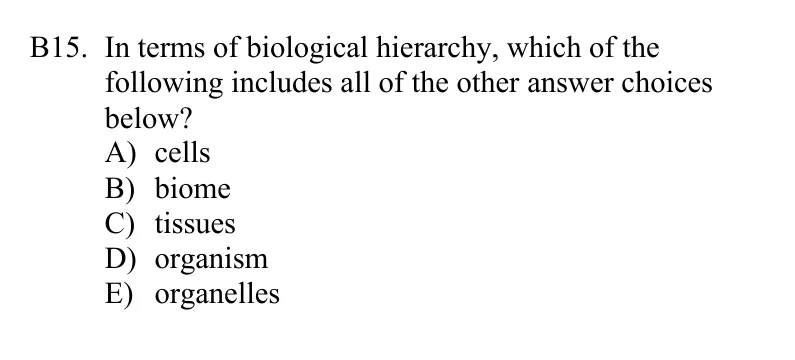 B15. In terms of biological hierarchy, which of the
following includes all of the other answer choices
below?
A) cells
B) biome
C) tissues
D) organism
E) organelles